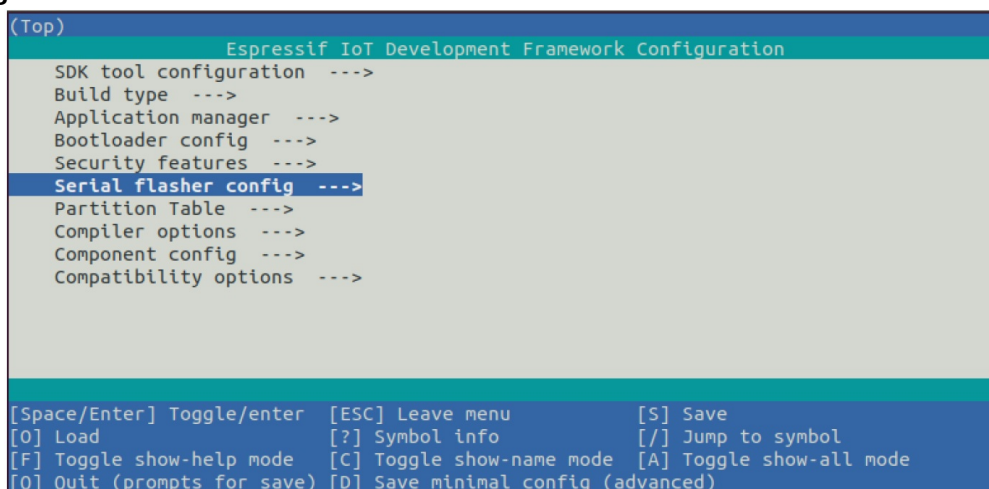 (Top)
Espressif IoT Development Framework Configuration
SDK tool configuration --->
Build type --->
Application manager --->
Bootloader config --->
Security features --->
Serial flasher config --->
Partition Table --->
Compiler options --->
Component config --->
Compatibility options --->
[Space/Enter] Toggle/enter [ESC] Leave menu [S] Save
[O] Load [?] Symbol info [/] Jump to symbol
[F] Toggle show-help mode [C] Toggle show-name mode [A] Toggle show-all mode
[Q] Quit (prompts for save) [D] Save minimal config (advanced)